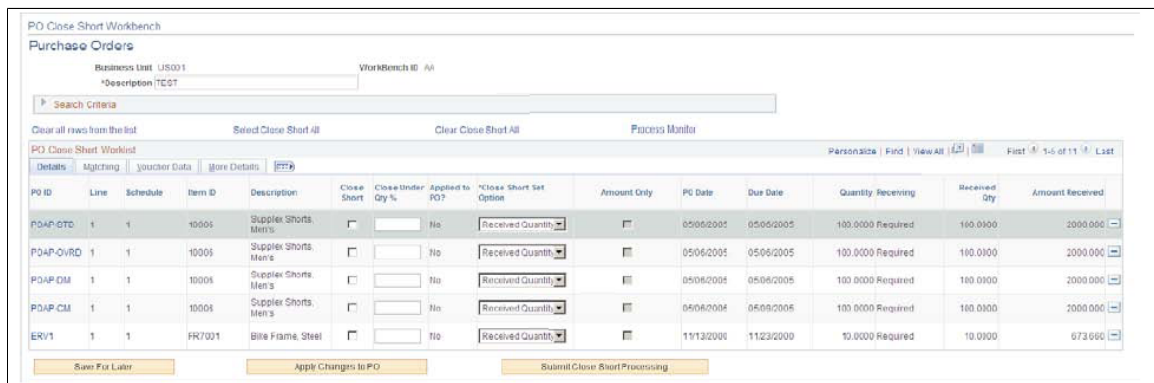 PO Close Short Workbench
Purchase Orders
Business Unit US001 WorkBench ID AA
*Description TEST
Search Criteria
Clear all rows from the list Select Close Short All Clear Close Short All Process Monitor
PO Close Short Worklist Personalize | Find | View All | First 1-5 of 11 Last
Details Matching Voucher Data More Details
PO ID Line Schedule Item ID Description Close Short Close Under Qty % Applied to PO? *Close Short Set Option Amount Only PO Date Due Date Quantity Receiving Received Qty Amount Received
POAP-STD 1 1 10006 Supplex Shorts, Men's No Received Quantity 05/06/2005 05/06/2005 100.0000 Required 100.0000 2000.000
POAP-OVRD 1 1 10006 Supplex Shorts, Men's No Received Quantity 05/06/2005 05/06/2005 100.0000 Required 100.0000 2000.000
POAP-DM 1 1 10006 Supplex Shorts, Men's No Received Quantity 05/06/2005 05/06/2005 100.0000 Required 100.0000 2000.000
POAP-CM 1 1 10006 Supplex Shorts, Men's No Received Quantity 05/06/2005 05/09/2005 100.0000 Required 100.0000 2000.000
ERV1 1 1 FR7001 Bike Frame, Steel No Received Quantity 11/13/2000 11/23/2000 10.0000 Required 10.0000 673.660
Save For Later Apply Changes to PO Submit Close Short Processing